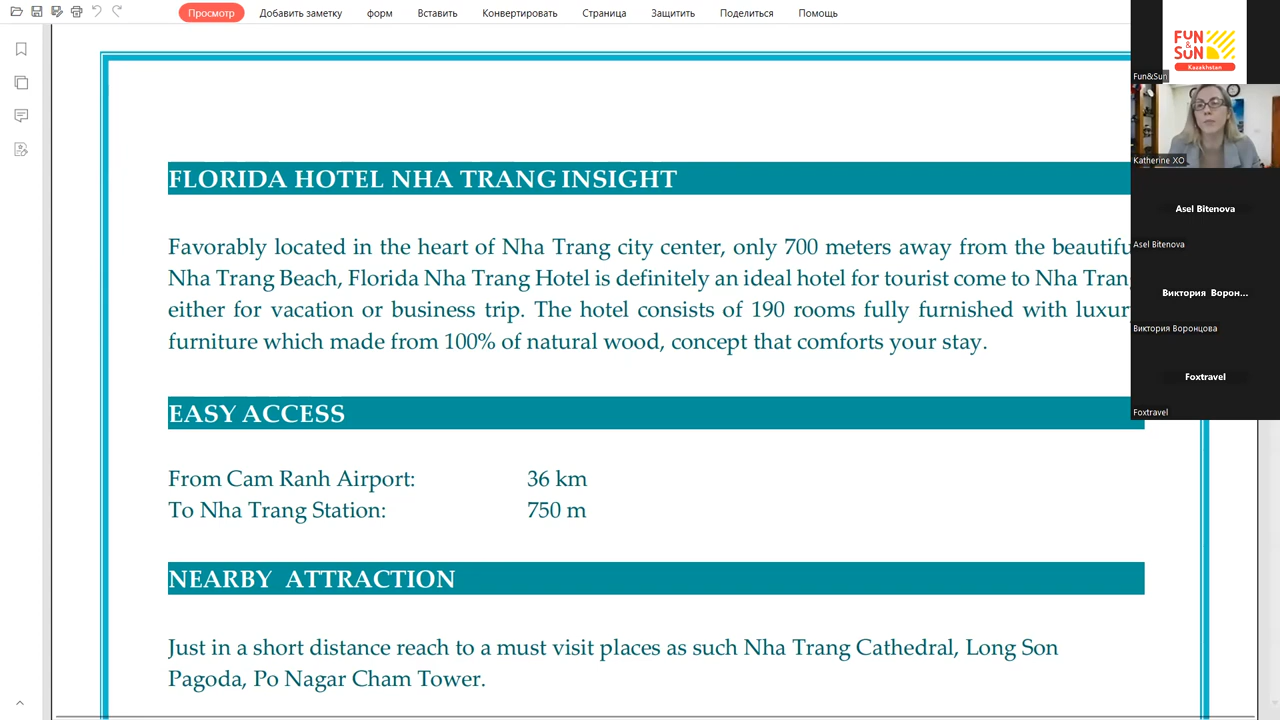 Просмотр
Добавить заметку
форм
Вставить
Конвертировать
Страница
Защитить
Поделиться
Помощь
FLORIDA HOTEL NHA TRANG INSIGHT
Favorably located in the heart of Nha Trang city center, only 700 meters away from the beautifu
Nha Trang Beach, Florida Nha Trang Hotel is definitely an ideal hotel for tourist come to Nha Tran
either for vacation or business trip. The hotel consists of 190 rooms fully furnished with luxur
furniture which made from 100% of natural wood, concept that comforts your stay.
EASY ACCESS
From Cam Ranh Airport: 36 km
To Nha Trang Station: 750 m
NEARBY ATTRACTION
Just in a short distance reach to a must visit places as such Nha Trang Cathedral, Long Son
Pagoda, Po Nagar Cham Tower.
FUN
&
SUN
Kazakhstan
Fun&Sun
Katherine XO
Asel Bitenova
Asel Bitenova
Виктория Ворон...
Виктория Воронцова
Foxtravel
Foxtravel